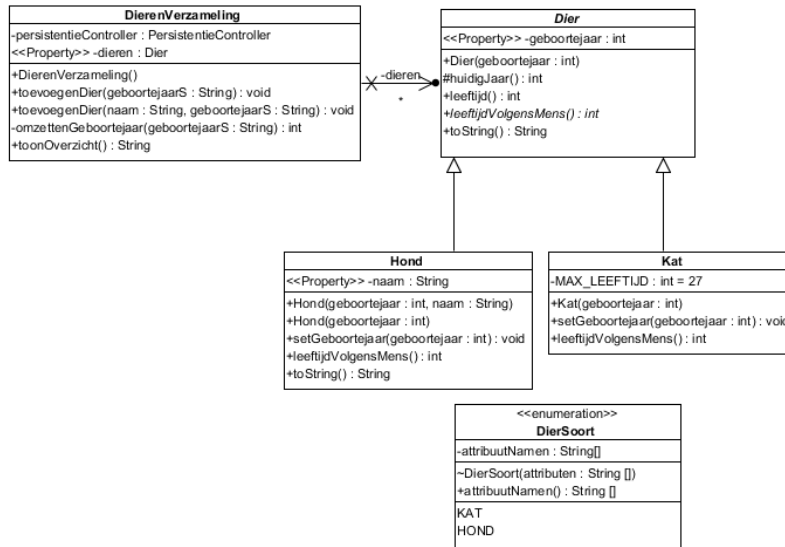 DierenVerzameling
-persistentieController : PersistentieController
<<Property>> -dieren : Dier
+DierenVerzameling()
+toevoegenDier(geboortejaarS : String) : void
+toevoegenDier(naam : String, geboortejaarS : String) : void
-omzettenGeboortejaar(geboortejaarS : String) : int
+toonOverzicht() : String
-dieren
*
Dier
<<Property>> -geboortejaar : int
+Dier(geboortejaar : int)
#huidigJaar() : int
+leeftijd() : int
+leeftijdVolgensMens() : int
+toString() : String
Hond
<<Property>> -naam : String
+Hond(geboortejaar : int, naam : String)
+Hond(geboortejaar : int)
+setGeboortejaar(geboortejaar : int) : void
+leeftijdVolgensMens() : int
+toString() : String
Kat
-MAX_LEEFTIJD : int = 27
+Kat(geboortejaar : int)
+setGeboortejaar(geboortejaar : int) : void
+leeftijdVolgensMens() : int
<<enumeration>>
DierSoort
-attribuutNamen : String[]
~DierSoort(attributen : String [])
+attribuutNamen() : String []
KAT
HOND